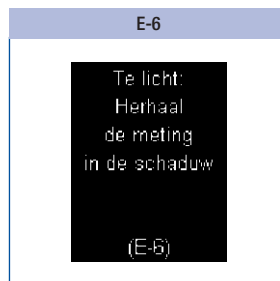 E-6
Te licht:
Herhaal
de meting
in de schaduw
(E-6)